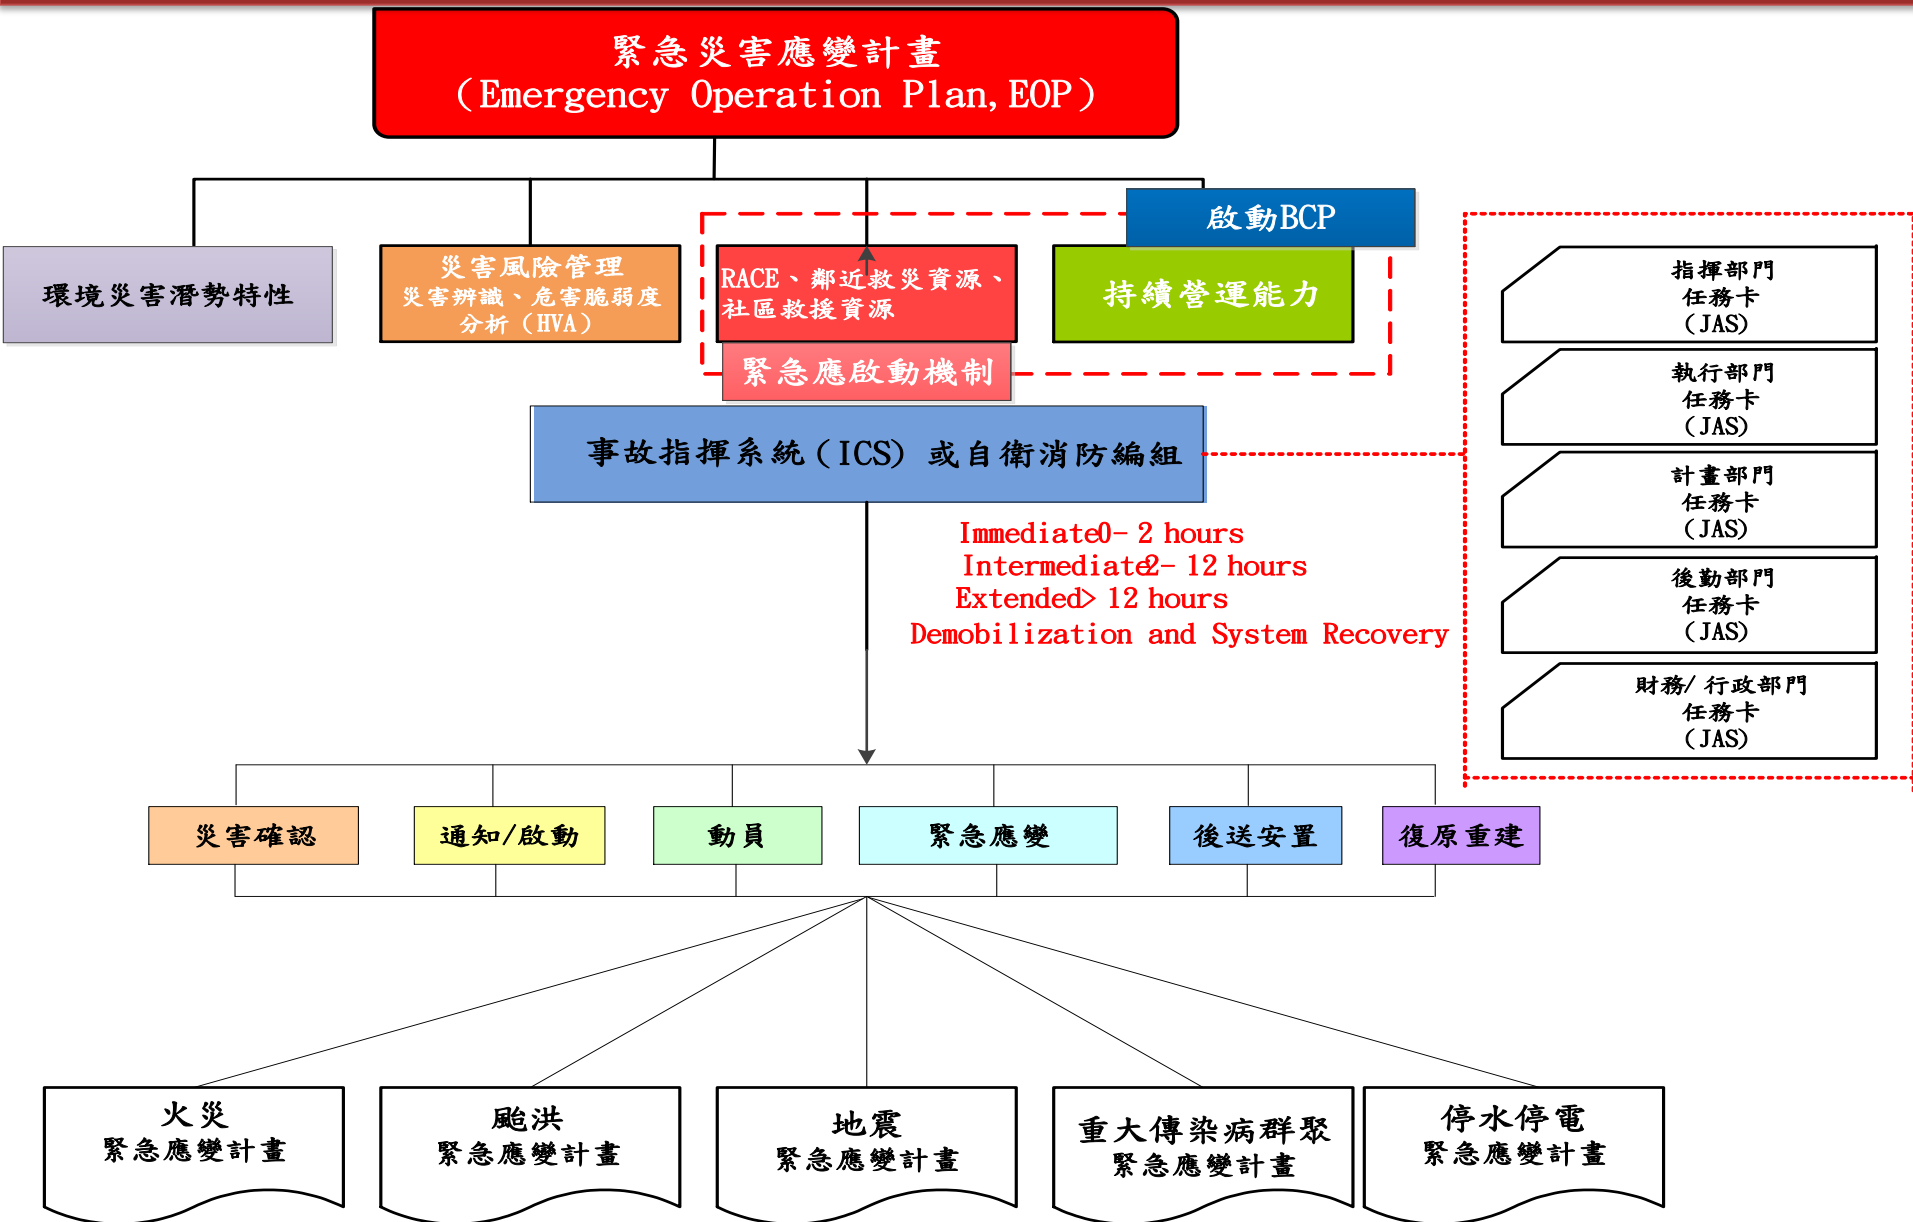 緊急災害應變計畫
（Emergency Operation Plan,EOP）
啟動BCP
環境災害潛勢特性
災害風險管理
災害辨識、危害脆弱度
分析（HVA）
RACE、鄰近救災資源、
社區救援資源
持續營運能力
緊急應啟動機制
事故指揮系統（ICS）或自衛消防編組
Immediate0- 2 hours
Intermediate2- 12 hours
Extended> 12 hours
Demobilization and System Recovery
指揮部門
任務卡
（JAS）
執行部門
任務卡
（JAS）
計畫部門
任務卡
（JAS）
後勤部門
任務卡
（JAS）
財務/ 行政部門
任務卡
（JAS）
災害確認
通知/啟動
動員
緊急應變
後送安置
復原重建
火災
緊急應變計畫
颱洪
緊急應變計畫
地震
緊急應變計畫
重大傳染病群聚
緊急應變計畫
停水停電
緊急應變計畫